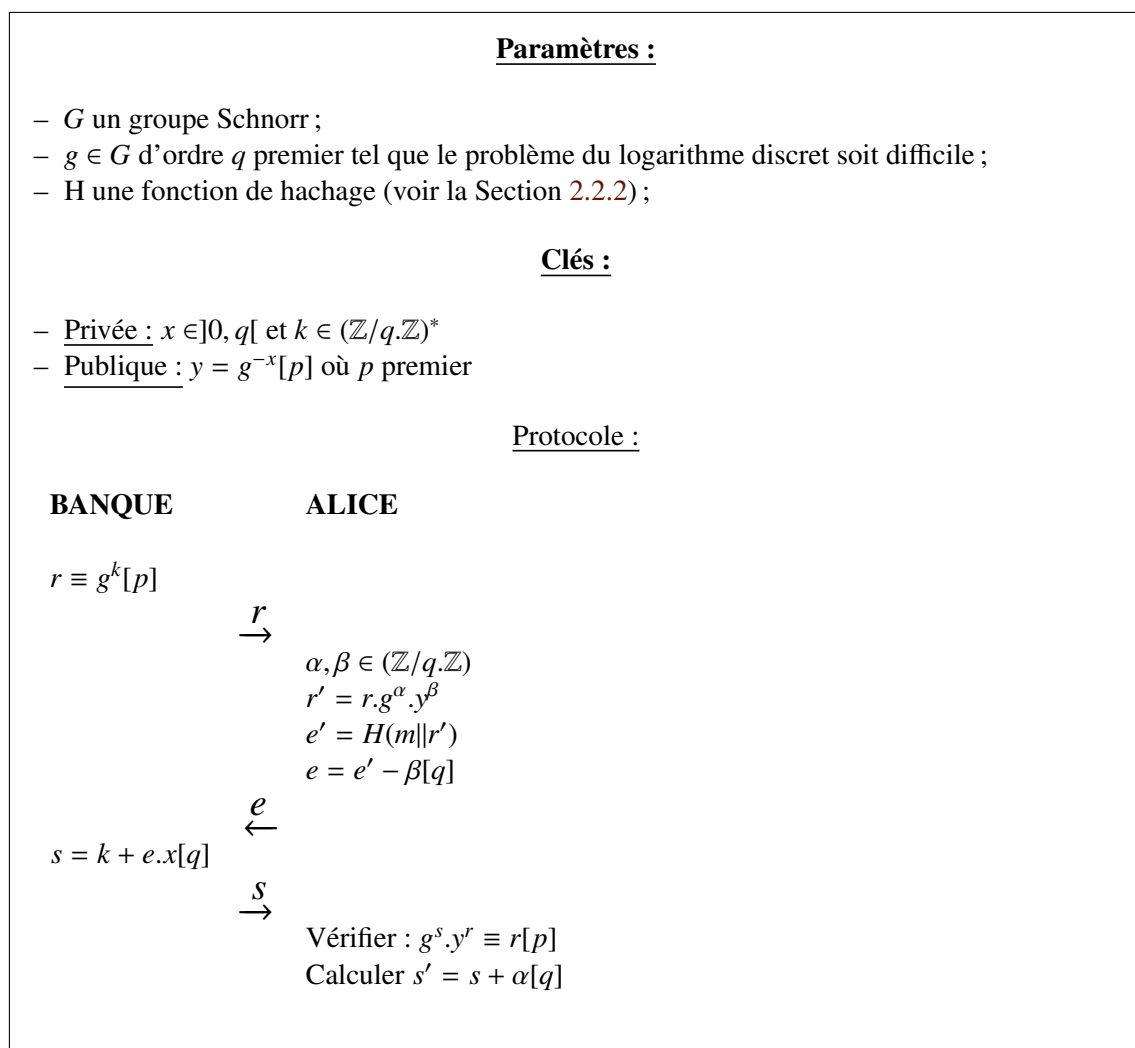 Paramètres :
– G un groupe Schnorr ;
– g ∈ G d'ordre q premier tel que le problème du logarithme discret soit difficile ;
– H une fonction de hachage (voir la Section 2.2.2) ;
Clés :
– Privée : x ∈]0, q[ et k ∈ (ℤ/q.ℤ)*
– Publique : y = g^{-x}[p] où p premier
Protocole :
BANQUE ALICE
r ≡ g^k[p]
r
→
α, β ∈ (ℤ/q.ℤ)
r′ = r.g^α.y^β
e′ = H(m||r′)
e = e′ − β[q]
e
←
s = k + e.x[q]
s
→
Vérifier : g^s.y^r ≡ r[p]
Calculer s′ = s + α[q]